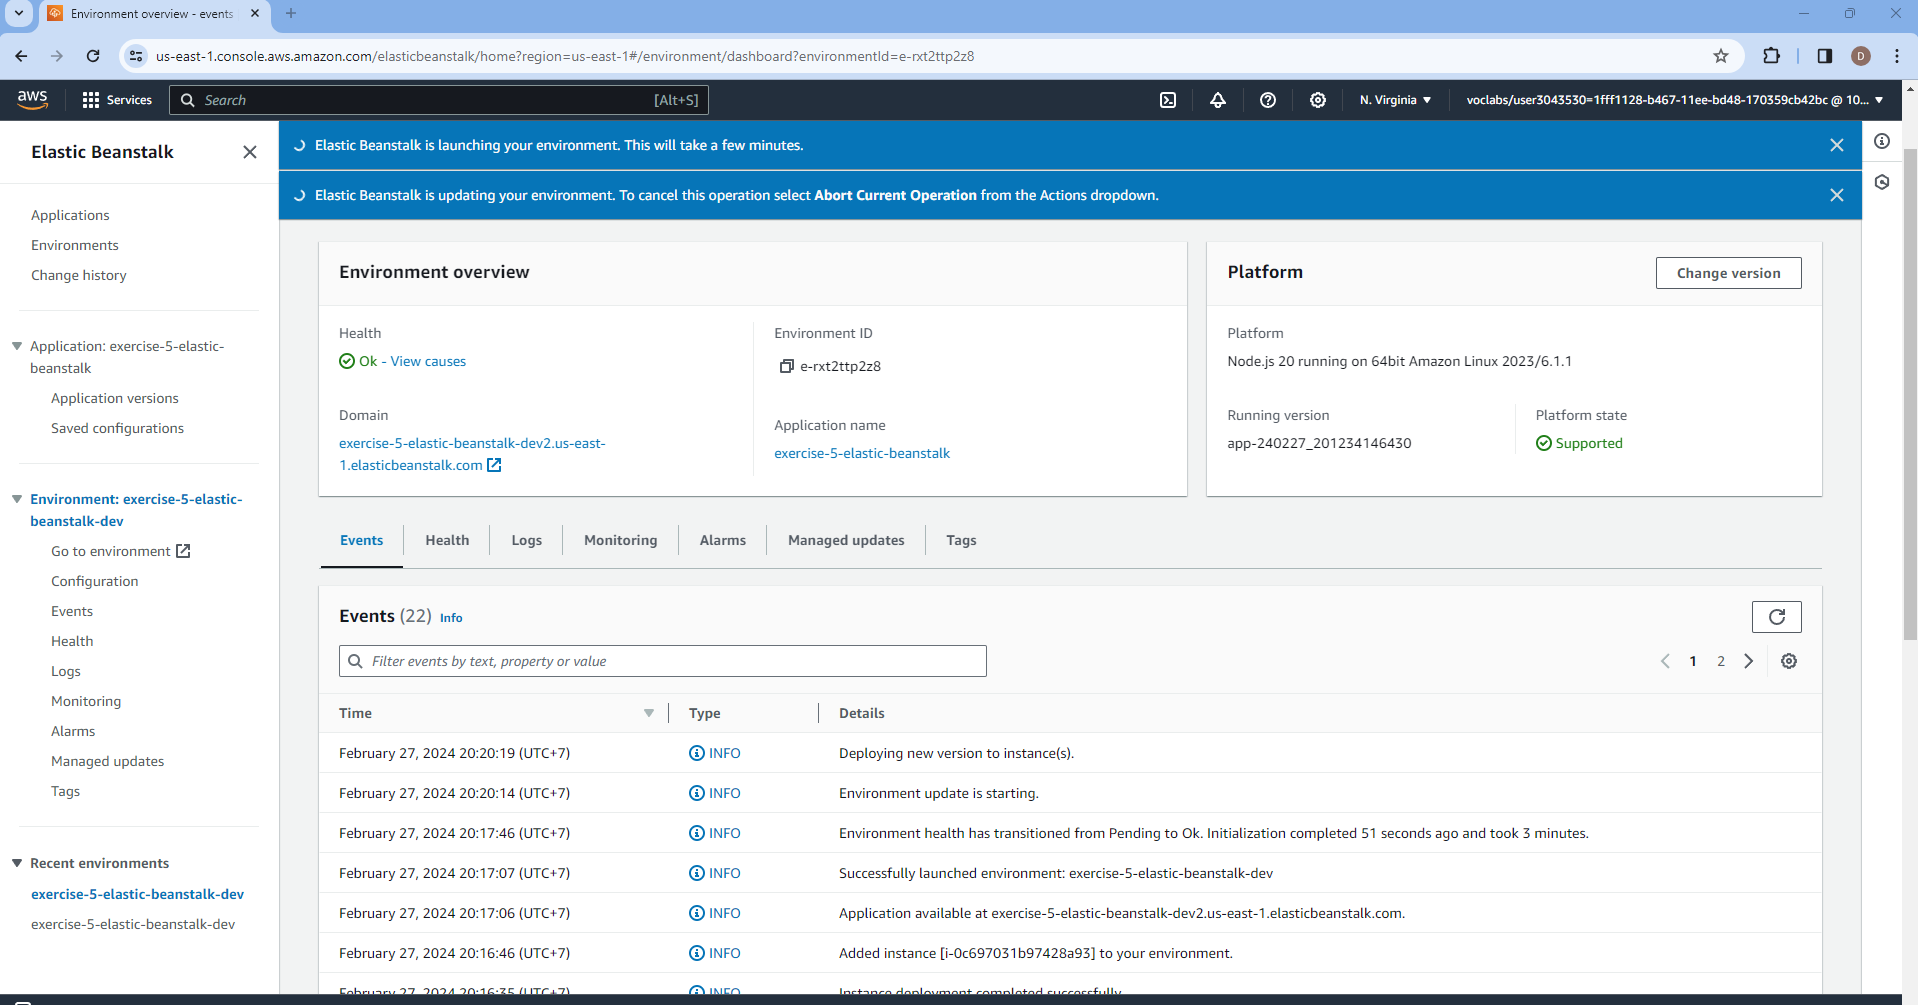 Environment overview - events
us-east-1.console.aws.amazon.com/elasticbeanstalk/home?region=us-east-1#/environment/dashboard?environmentId=e-rxt2ttp2z8
D
aws
Services
Search
[Alt+S]
N. Virginia
voclabs/user3043530=1fff1128-b467-11ee-bd48-170359cb42bc @ 10...
Elastic Beanstalk
Applications
Environments
Change history
Application: exercise-5-elastic-
beanstalk
Application versions
Saved configurations
Environment: exercise-5-elastic-
beanstalk-dev
Go to environment
Configuration
Events
Health
Logs
Monitoring
Alarms
Managed updates
Tags
Recent environments
exercise-5-elastic-beanstalk-dev
exercise-5-elastic-beanstalk-dev
Elastic Beanstalk is launching your environment. This will take a few minutes.
Elastic Beanstalk is updating your environment. To cancel this operation select Abort Current Operation from the Actions dropdown.
Environment overview
Health
Ok - View causes
Environment ID
e-rxt2ttp2z8
Domain
exercise-5-elastic-beanstalk-dev2.us-east-
1.elasticbeanstalk.com
Application name
exercise-5-elastic-beanstalk
Platform
Change version
Platform
Node.js 20 running on 64bit Amazon Linux 2023/6.1.1
Running version
app-240227_201234146430
Platform state
Supported
Events Health Logs Monitoring Alarms Managed updates Tags
Events (22) Info
Filter events by text, property or value
1 2
Time Type Details
February 27, 2024 20:20:19 (UTC+7) INFO Deploying new version to instance(s).
February 27, 2024 20:20:14 (UTC+7) INFO Environment update is starting.
February 27, 2024 20:17:46 (UTC+7) INFO Environment health has transitioned from Pending to Ok. Initialization completed 51 seconds ago and took 3 minutes.
February 27, 2024 20:17:07 (UTC+7) INFO Successfully launched environment: exercise-5-elastic-beanstalk-dev
February 27, 2024 20:17:06 (UTC+7) INFO Application available at exercise-5-elastic-beanstalk-dev2.us-east-1.elasticbeanstalk.com.
February 27, 2024 20:16:46 (UTC+7) INFO Added instance [i-0c697031b97428a93] to your environment.
February 27, 2024 20:16:35 (UTC+7) INFO Instance deployment completed successfully.